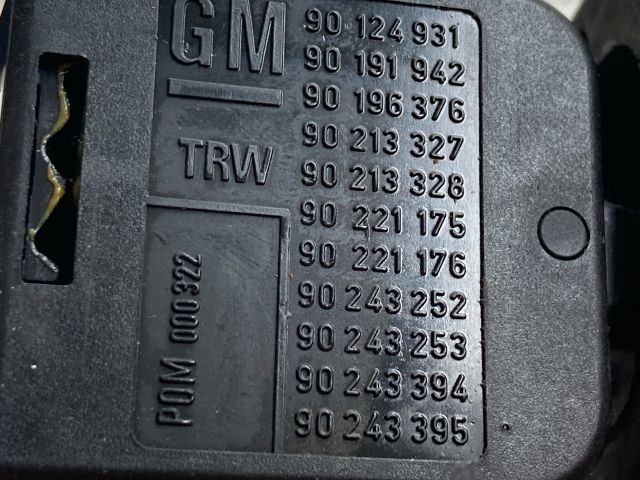 GM
TRW
POM 000322
90 124 931
90 191 942
90 196 376
90 213 327
90 213 328
90 221 175
90 221 176
90 243 252
90 243 253
90 243 394
90 243 395